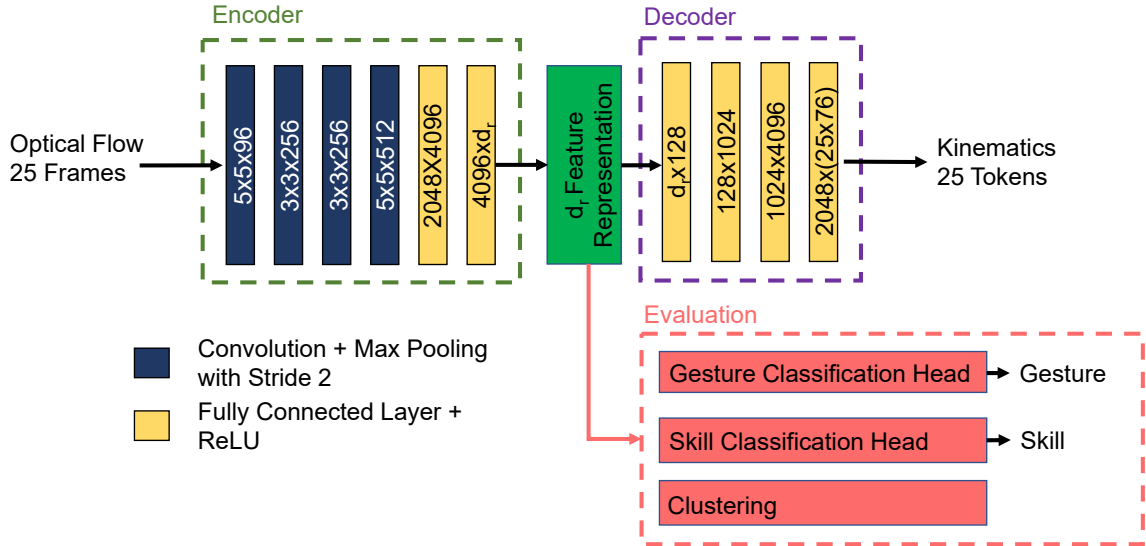 Encoder
Decoder
Optical Flow
25 Frames
5x5x96
3x3x256
3x3x256
5x5x512
2048X4096
4096xdr
dr Feature
Representation
drx128
128x1024
1024x4096
2048x(25x76)
Kinematics
25 Tokens
Evaluation
Convolution + Max Pooling
with Stride 2
Fully Connected Layer +
ReLU
Gesture Classification Head
Gesture
Skill Classification Head
Skill
Clustering